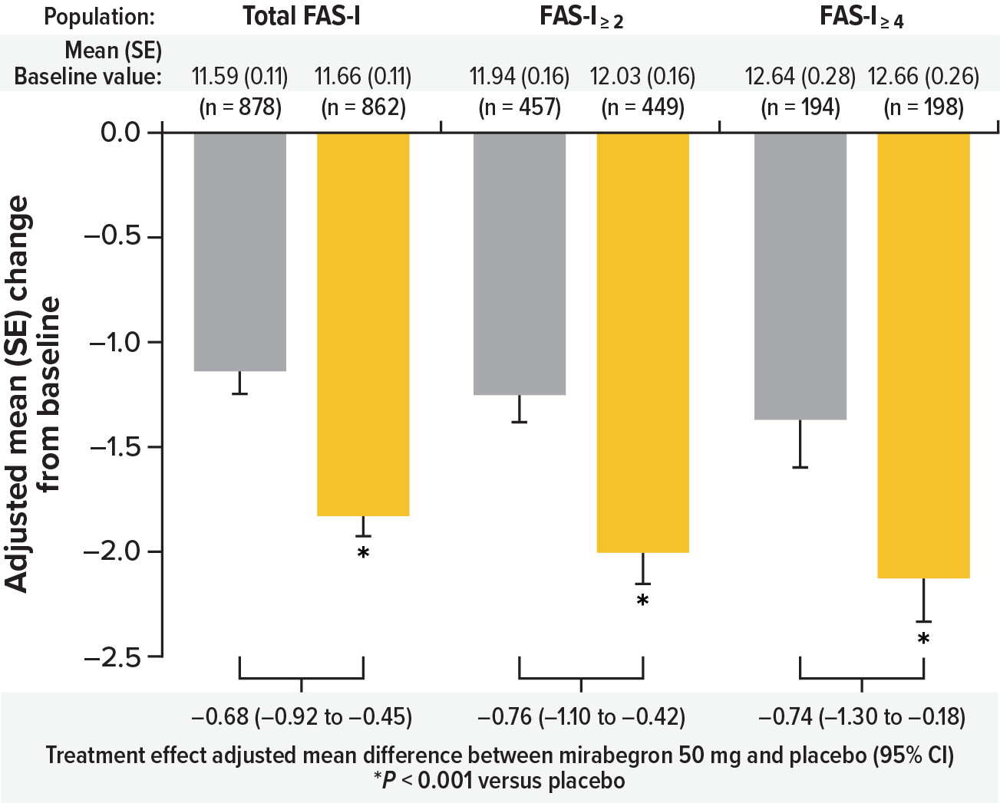 Population: Total FAS-I FAS-I≥2 FAS-I≥4
Mean (SE)
Baseline value: 11.59 (0.11) 11.66 (0.11) 11.94 (0.16) 12.03 (0.16) 12.64 (0.28) 12.66 (0.26)
(n = 878) (n = 862) (n = 457) (n = 449) (n = 194) (n = 198)
0.0
–0.5
–1.0
–1.5
–2.0
–2.5
Adjusted mean (SE) change
from baseline
*
*
*
–0.68 (–0.92 to –0.45) –0.76 (–1.10 to –0.42) –0.74 (–1.30 to –0.18)
Treatment effect adjusted mean difference between mirabegron 50 mg and placebo (95% CI)
*P < 0.001 versus placebo